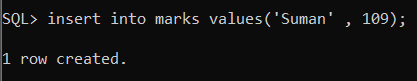 SQL> insert into marks values('Suman' , 109);
1 row created.